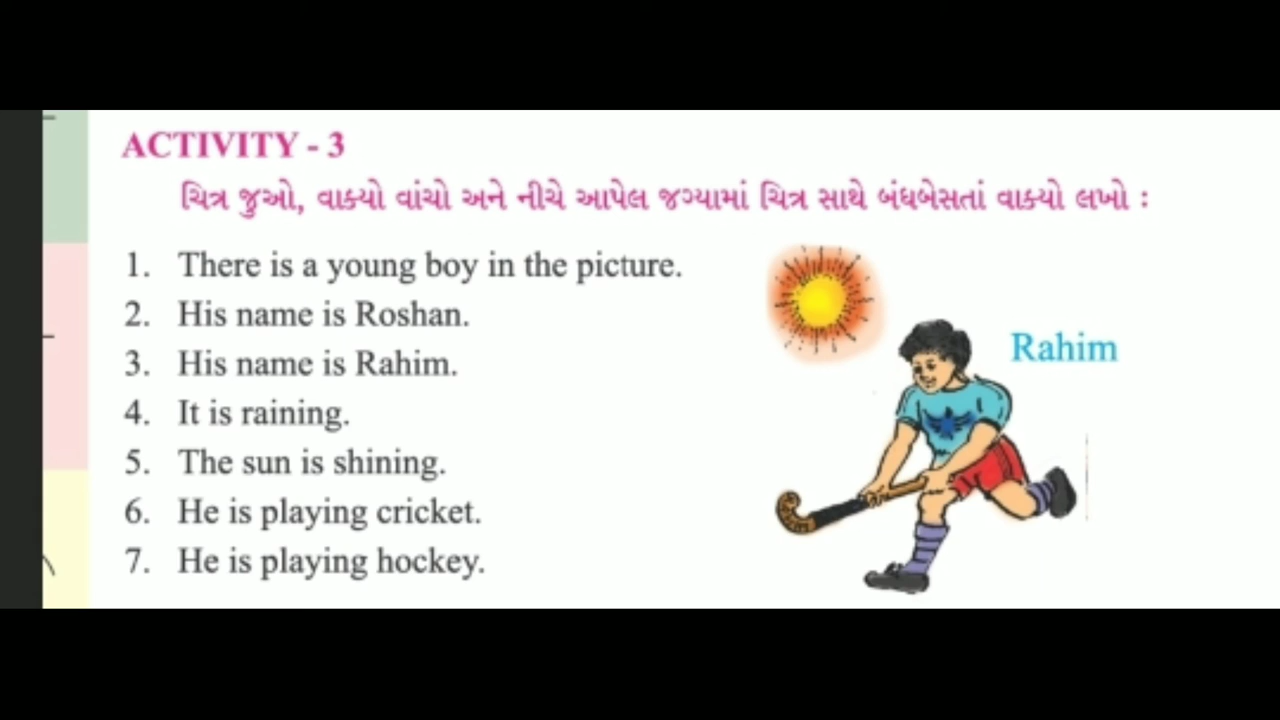 ACTIVITY - 3
ચિત્ર જુઓ, વાક્યો વાંચો અને નીચે આપેલ જગ્યામાં ચિત્ર સાથે બંધબેસતાં વાક્યો લખો :
1. There is a young boy in the picture.
2. His name is Roshan.
3. His name is Rahim.
Rahim
4. It is raining.
5. The sun is shining.
6. He is playing cricket.
7. He is playing hockey.